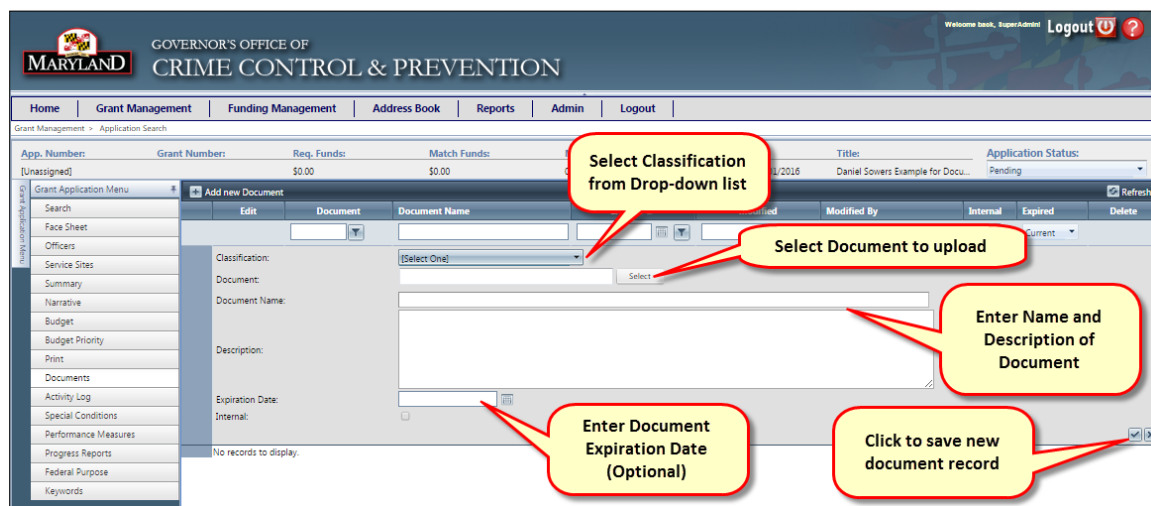 Welcome back, SuperAdmin!
Logout
?
MARYLAND
GOVERNOR'S OFFICE OF
CRIME CONTROL & PREVENTION
Home | Grant Management | Funding Management | Address Book | Reports | Admin | Logout |
Grant Management > Application Search
App. Number: Grant Number: Req. Funds: Match Funds: Title: Application Status:
[Unassigned] $0.00 $0.00 /2016 Daniel Sowers Example for Docu... Pending
Grant Application Menu
Grant Application Menu
Search
Face Sheet
Officers
Service Sites
Summary
Narrative
Budget
Budget Priority
Print
Documents
Activity Log
Special Conditions
Performance Measures
Progress Reports
Federal Purpose
Keywords
Add new Document Refresh
Edit Document Document Name Modified By Internal Expired Delete
Current
Classification: [Select One]
Document: Select
Document Name:
Description:
Expiration Date:
Internal:
No records to display.
Select Classification
from Drop-down list
Select Document to upload
Enter Name and
Description of
Document
Enter Document
Expiration Date
(Optional)
Click to save new
document record